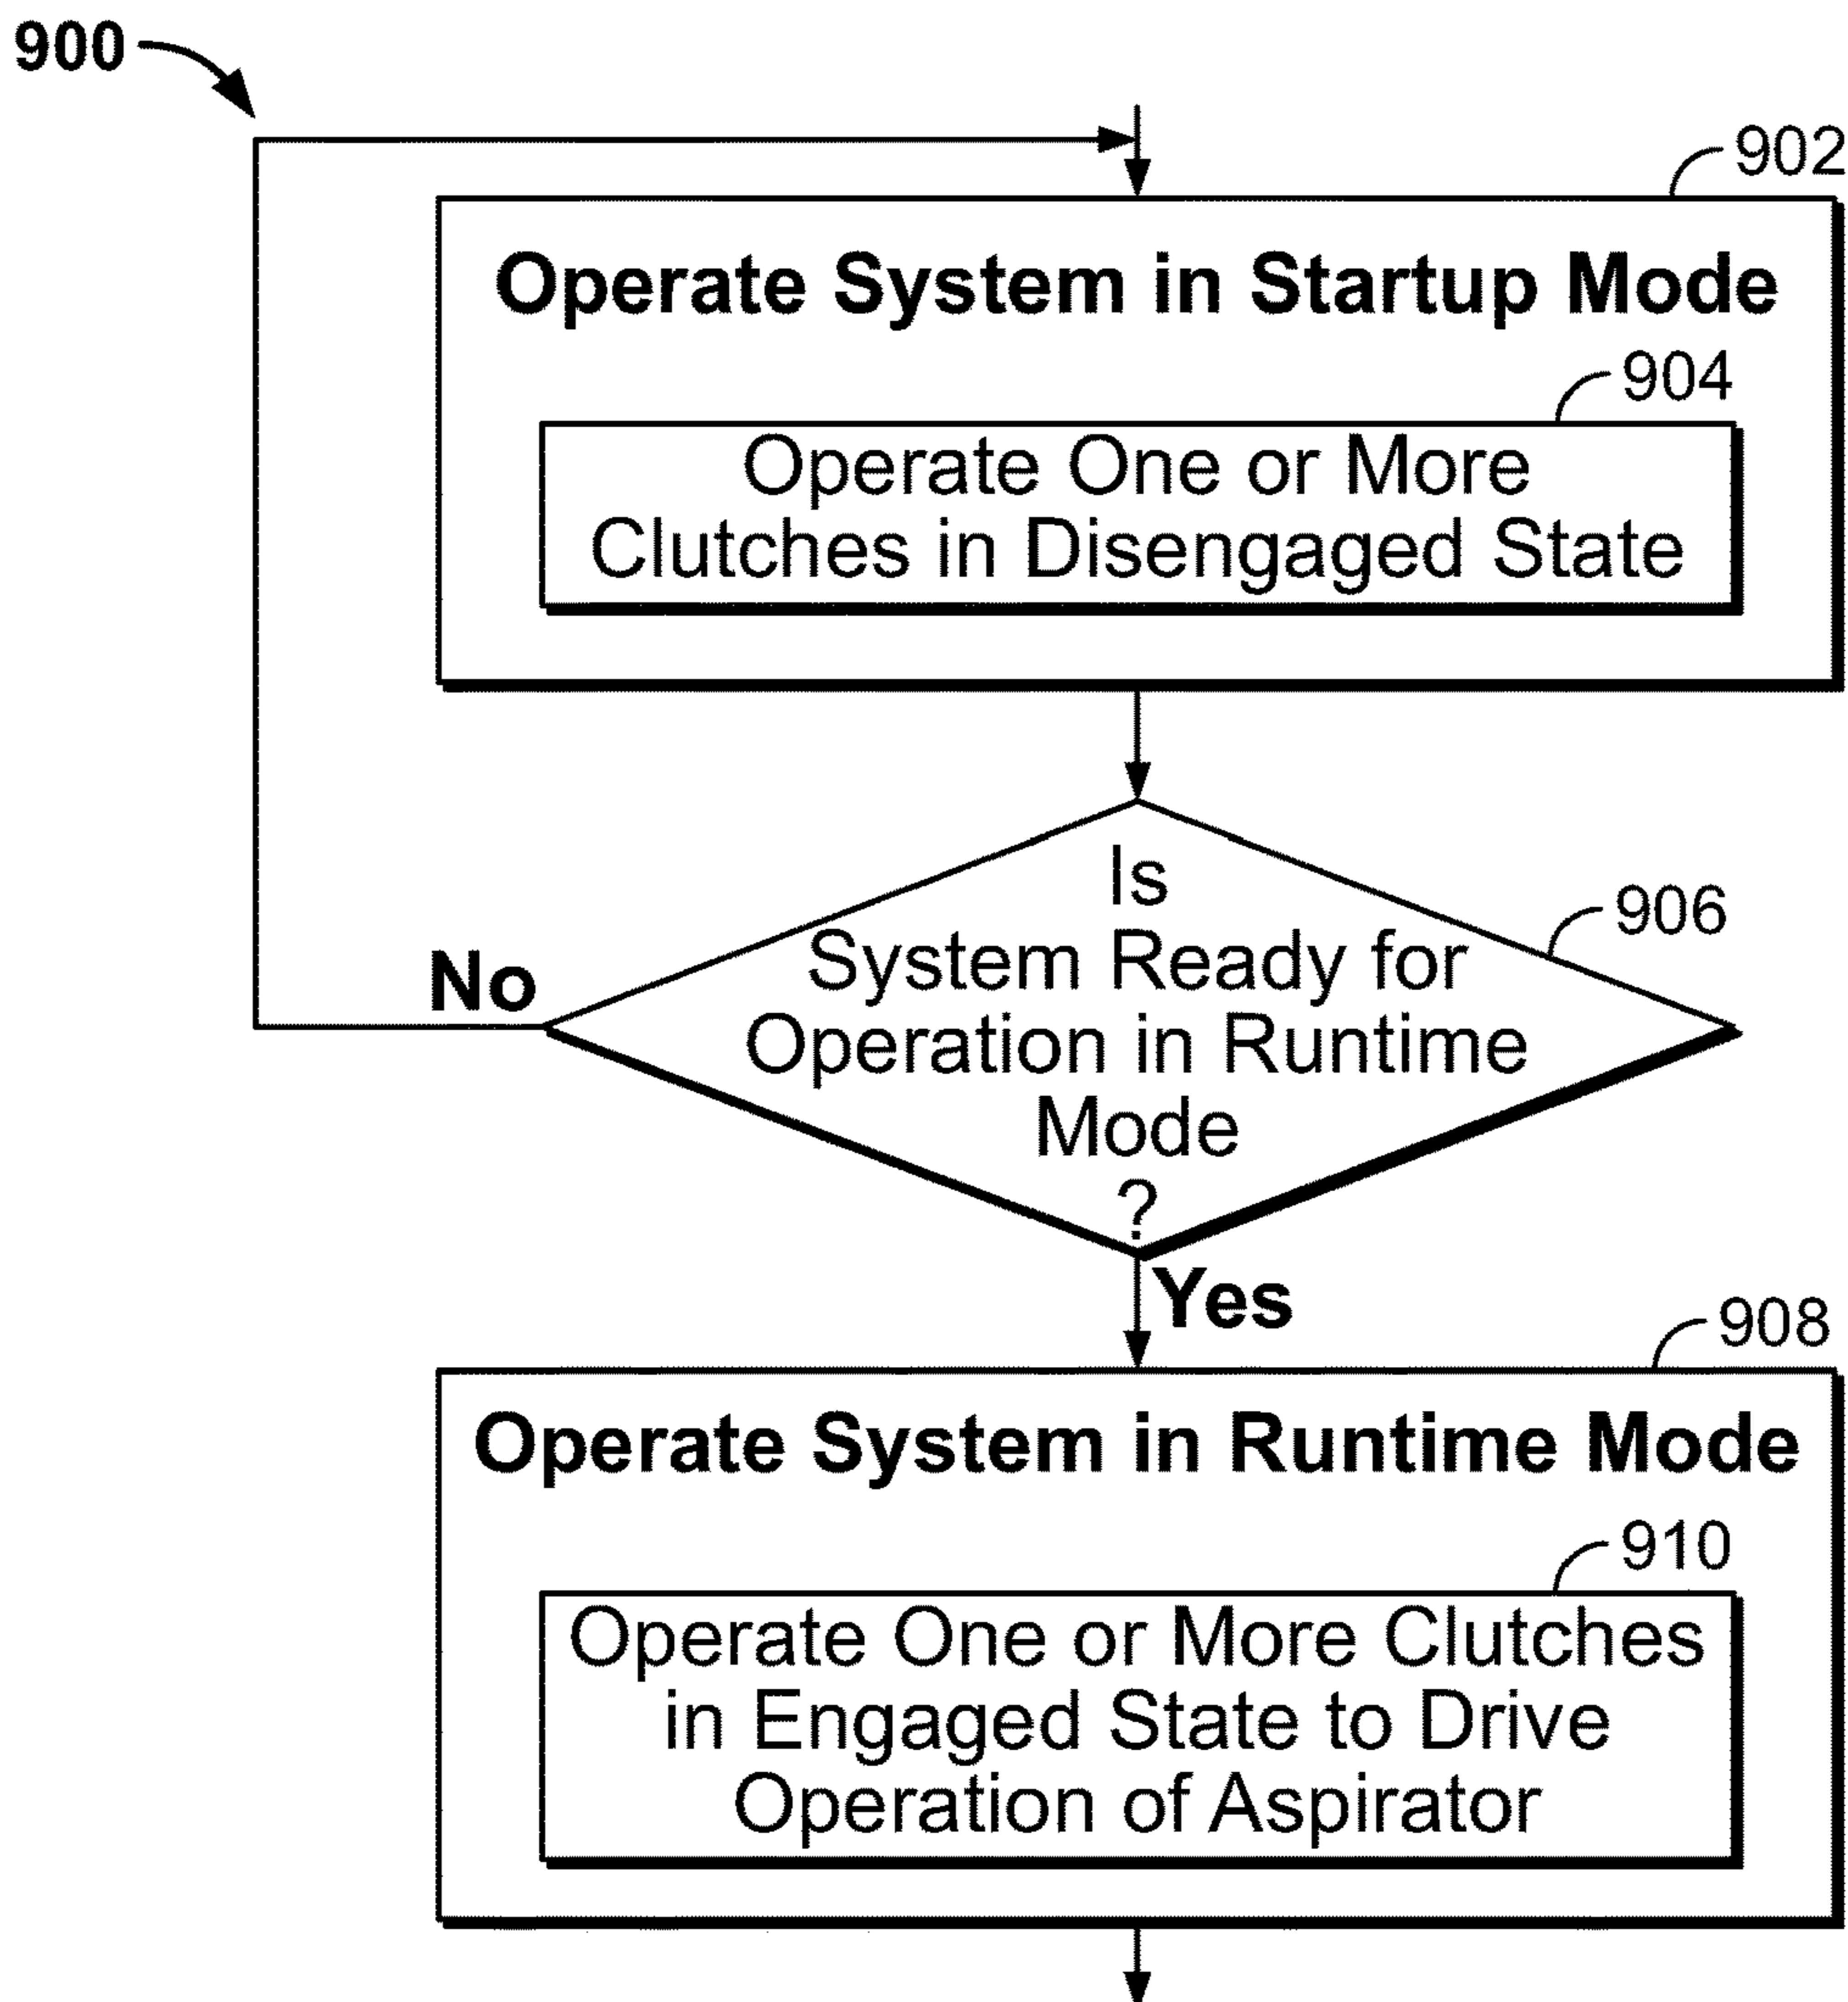 900
902
Operate System in Startup Mode
904
Operate One or More
Clutches in Disengaged State
Is
System Ready for
Operation in Runtime
Mode
?
906
No
Yes
908
Operate System in Runtime Mode
910
Operate One or More Clutches
in Engaged State to Drive
Operation of Aspirator